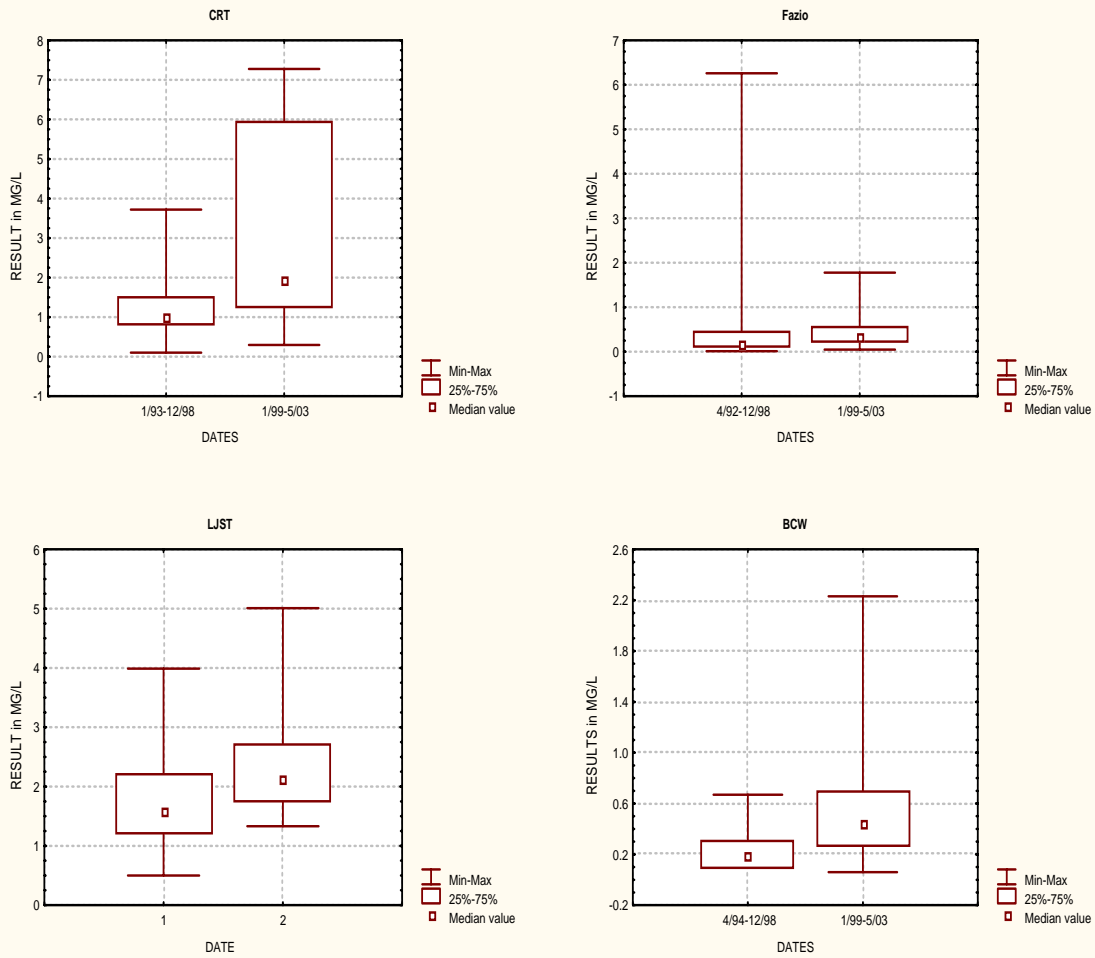 CRT
8
7
6
5
4
3
2
1
0
-1
RESULT in MG/L
1/93-12/98
1/99-5/03
DATES
Min-Max
25%-75%
Median value
Fazio
7
6
5
4
3
2
1
0
-1
RESULT in MG/L
4/92-12/98
1/99-5/03
DATES
Min-Max
25%-75%
Median value
LJST
6
5
4
3
2
1
0
RESULT in MG/L
1
2
DATE
Min-Max
25%-75%
Median value
BCW
2.6
2.2
1.8
1.4
1.0
0.6
0.2
-0.2
RESULTS in MG/L
4/94-12/98
1/99-5/03
DATES
Min-Max
25%-75%
Median value